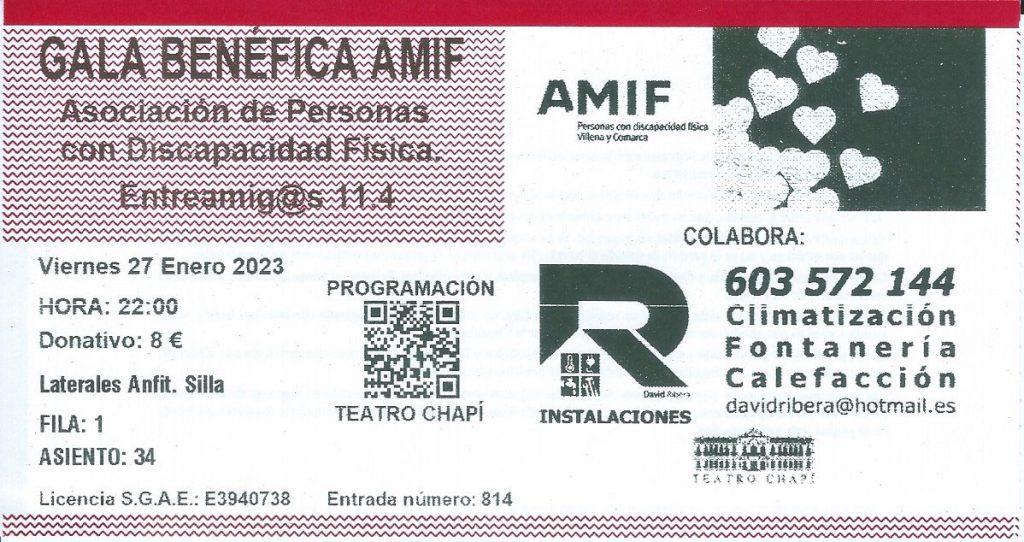 GALA BENÉFICA AMIF
Asociación de Personas
con Discapacidad Física.
Entreamig@s 11.4
Viernes 27 Enero 2023
HORA: 22:00
Donativo: 8 €
Laterales Anfit. Silla
FILA: 1
ASIENTO: 34
Licencia S.G.A.E.: E3940738
Entrada número: 814
PROGRAMACIÓN
TEATRO CHAPÍ
AMIF
Personas con discapacidad física
Villena y Comarca
COLABORA:
R
David Ribera
INSTALACIONES
603 572 144
Climatización
Fontanería
Calefacción
davidribera@hotmail.es
TEATRO CHAPÍ